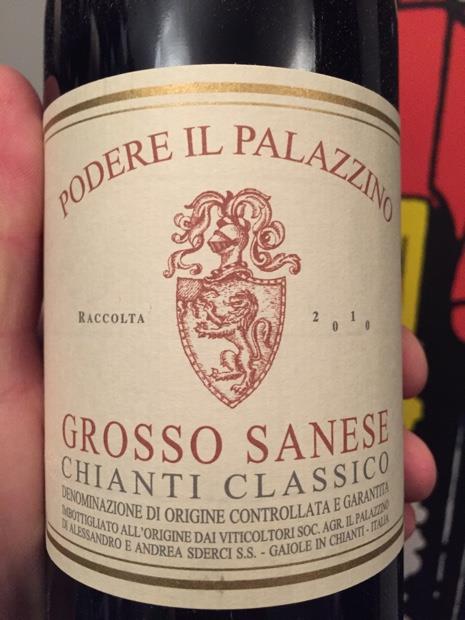 PODERE IL PALAZZINO
RACCOLTA 2010
GROSSO SANESE
CHIANTI CLASSICO
DENOMINAZIONE DI ORIGINE CONTROLLATA E GARANTITA
IMBOTTIGLIATO ALL'ORIGINE DAI VITICOLTORI SOC. AGR. IL PALAZZINO
DI ALESSANDRO E ANDREA SDERCI S.S. - GAIOLE IN CHIANTI - ITALIA